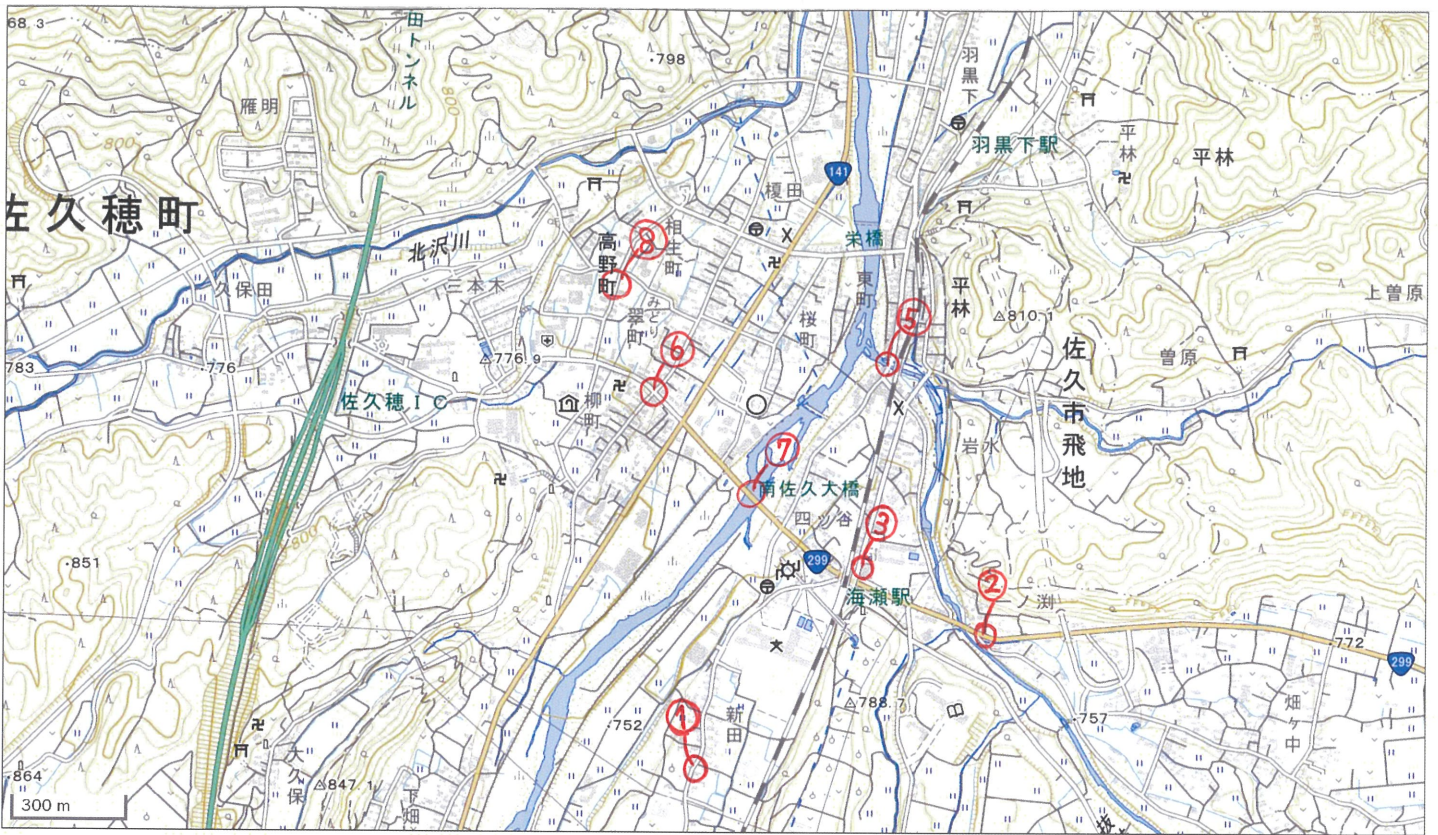 68.3
田トンネル
・798
羽黒下
雁明
800
800
羽黒下駅
平林
平林
141
榎田
佐久穂町
栄橋
高野町
⑧
相生町
北沢川
久保田
三本木
東町
平林
上曽原
みどり
翠町
桜町
⑤
△810.1
佐久市飛地
曽原
783
・776
△776.9
⑥
佐久穂IC
柳町
岩水
⑦
南佐久大橋
四ツ谷
③
800
・851
299
海瀬駅
②
一ノ渕
・772
299
①
新田
・752
△788.7
・757
畑ヶ中
大久保
・864
△847.1
下畑
300 m